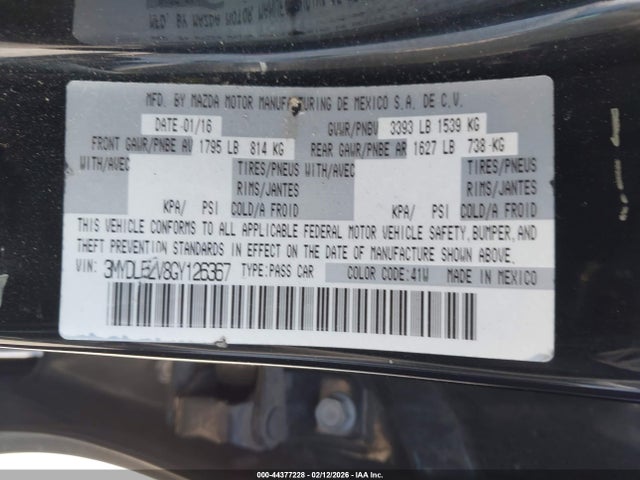 MFD. BY MAZDA MOTOR MANUFACTURING DE MEXICO S.A. DE C.V.
DATE 01/16 GVWR/PNBV 3393 LB 1539 KG
FRONT GAWR/PNBE AV 1795 LB 814 KG REAR GAWR/PNBE AR 1627 LB 738 KG
WITH/AVEC TIRES/PNEUS WITH/AVEC TIRES/PNEUS
RIMS/JANTES RIMS/JANTES
KPA/ PSI COLD/A FROID KPA/ PSI COLD/A FROID
THIS VEHICLE CONFORMS TO ALL APPLICABLE FEDERAL MOTOR VEHICLE SAFETY, BUMPER, AND
THEFT PREVENTION STANDARDS IN EFFECT ON THE DATE OF MANUFACTURE SHOWN ABOVE.
VIN: 3MYDLBZV8GY126367 TYPE:PASS CAR COLOR CODE:41W MADE IN MEXICO
000-44377228 - 02/12/2026 - IAA Inc.